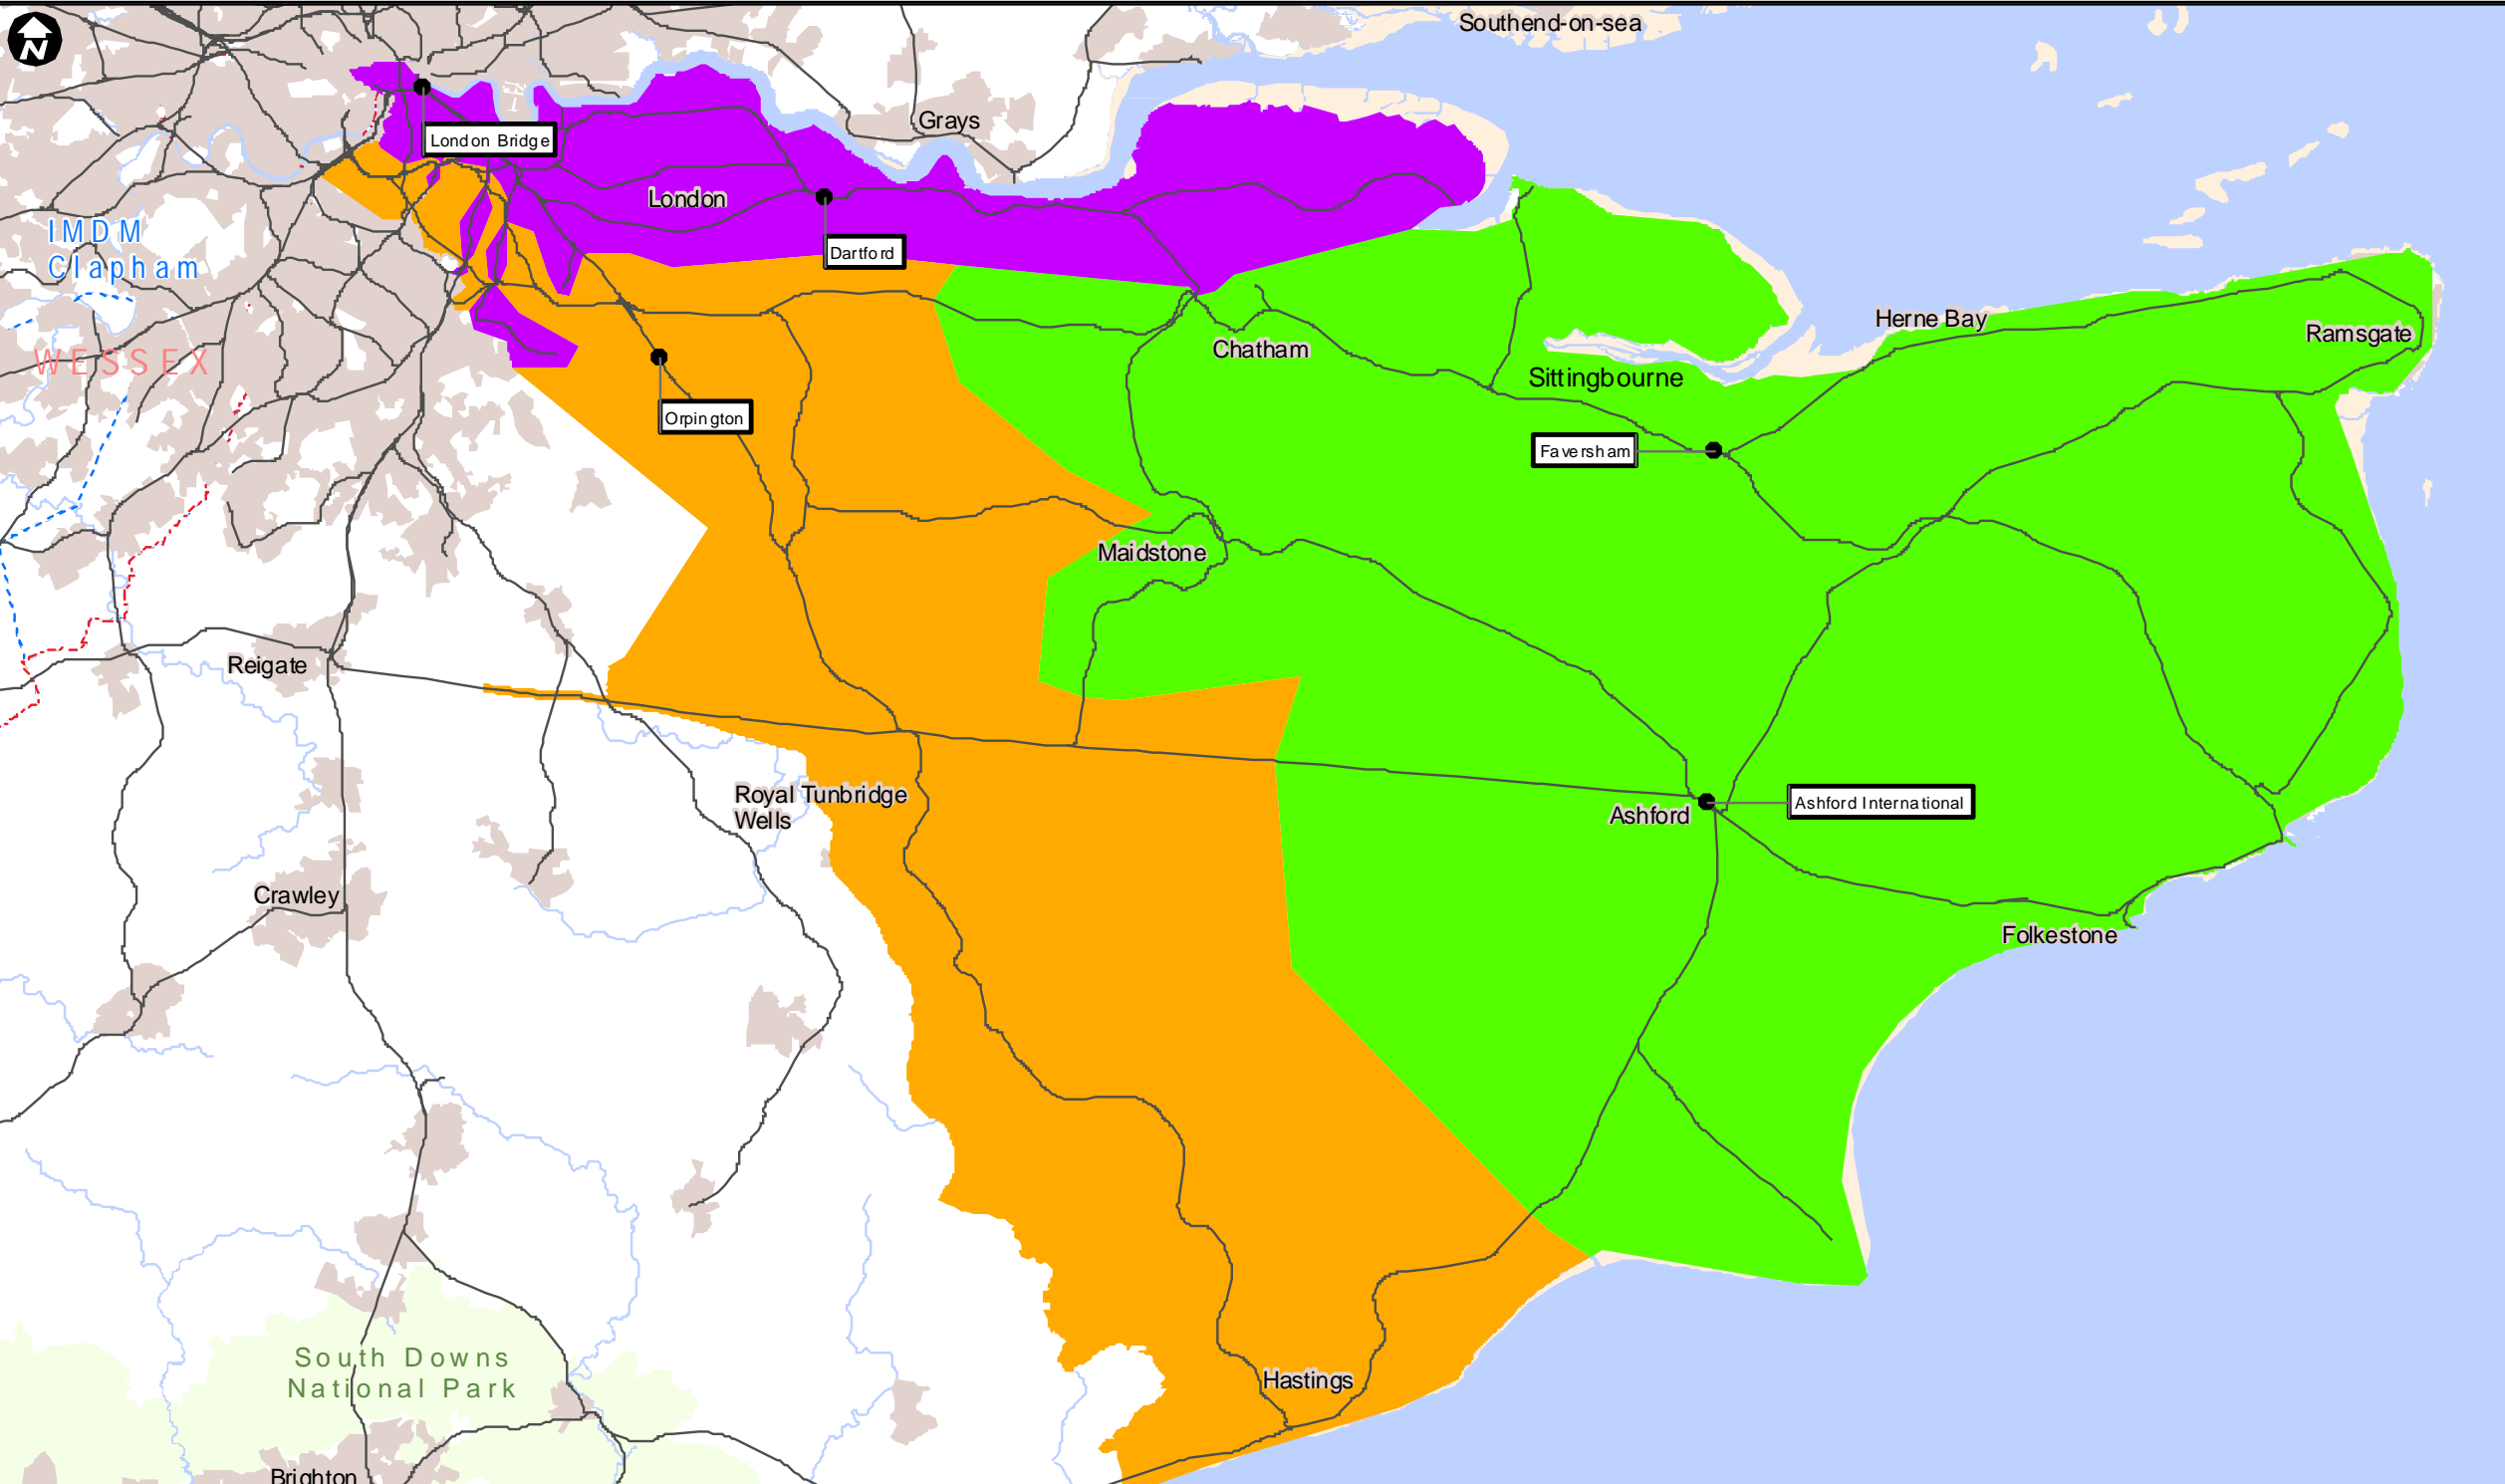 N
Southend-on-sea
Grays
London Bridge
London
IMDM
Clapham
Dartford
Herne Bay
Ramsgate
Chatham
WESSEX
Sittingbourne
Orpington
Faversham
Maidstone
Reigate
Royal Tunbridge
Wells
Ashford International
Ashford
Crawley
Folkestone
South Downs
National Park
Hastings
Brighton